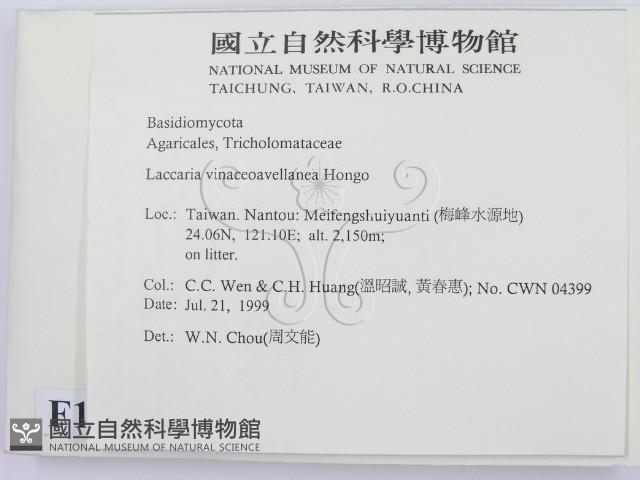 國立自然科學博物館
NATIONAL MUSEUM OF NATURAL SCIENCE
TAICHUNG, TAIWAN, R.O.CHINA
Basidiomycota
Agaricales, Tricholomataceae
Laccaria vinaceoavellanea Hongo
Loc.: Taiwan. Nantou: Meifengshuiyuanti (梅峰水源地)
24.06N, 121.10E; alt. 2,150m;
on litter.
Col.: C.C. Wen & C.H. Huang(溫昭誠, 黃春惠); No. CWN 04399
Date: Jul. 21, 1999
Det.: W.N. Chou(周文能)
F1
國立自然科學博物館
NATIONAL MUSEUM OF NATURAL SCIENCE